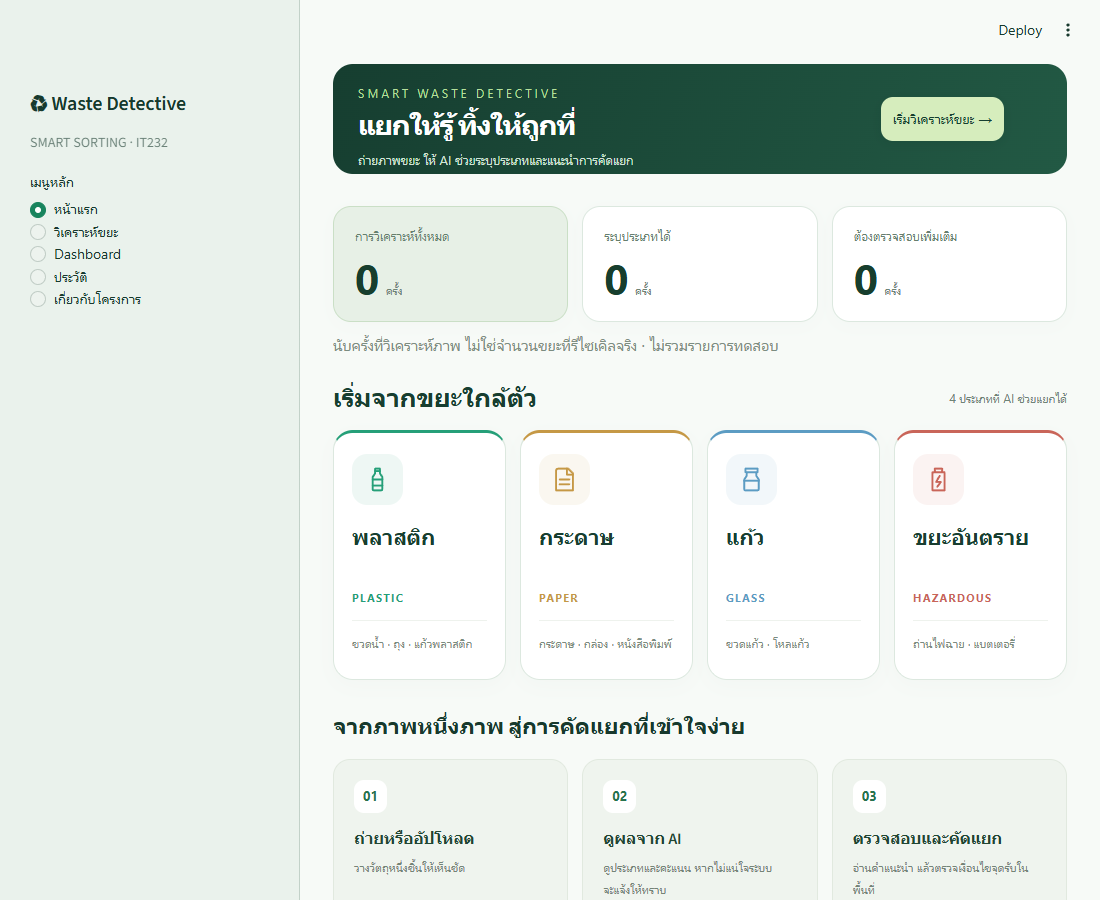 Deploy
♻ Waste Detective
SMART SORTING · IT232
เมนูหลัก
หน้าแรก
วิเคราะห์ขยะ
Dashboard
ประวัติ
เกี่ยวกับโครงการ
SMART WASTE DETECTIVE
แยกให้รู้ ทิ้งให้ถูกที่
ถ่ายภาพขยะ ให้ AI ช่วยระบุประเภทและแนะนำการคัดแยก
เริ่มวิเคราะห์ขยะ →
การวิเคราะห์ทั้งหมด
0 ครั้ง
ระบุประเภทได้
0 ครั้ง
ต้องตรวจสอบเพิ่มเติม
0 ครั้ง
นับครั้งที่วิเคราะห์ภาพ ไม่ใช่จำนวนขยะที่รีไซเคิลจริง · ไม่รวมรายการทดสอบ
เริ่มจากขยะใกล้ตัว
4 ประเภทที่ AI ช่วยแยกได้
พลาสติก
PLASTIC
ขวดน้ำ · ถุง · แก้วพลาสติก
กระดาษ
PAPER
กระดาษ · กล่อง · หนังสือพิมพ์
แก้ว
GLASS
ขวดแก้ว · โหลแก้ว
ขยะอันตราย
HAZARDOUS
ถ่านไฟฉาย · แบตเตอรี่
จากภาพหนึ่งภาพ สู่การคัดแยกที่เข้าใจง่าย
01
ถ่ายหรืออัปโหลด
วางวัตถุหนึ่งชิ้นให้เห็นชัด
02
ดูผลจาก AI
ดูประเภทและคะแนน หากไม่แน่ใจระบบ
จะแจ้งให้ทราบ
03
ตรวจสอบและคัดแยก
อ่านคำแนะนำ แล้วตรวจเงื่อนไขจุดรับใน
พื้นที่